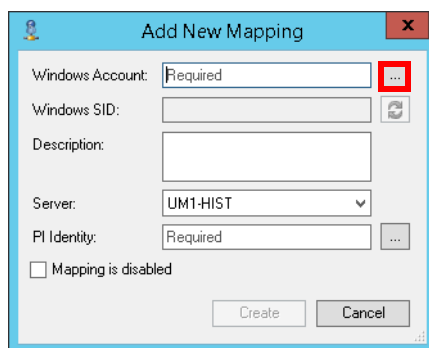 Add New Mapping
x
Windows Account: Required ...
Windows SID:
Description:
Server: UM1-HIST
PI Identity: Required ...
Mapping is disabled
Create Cancel